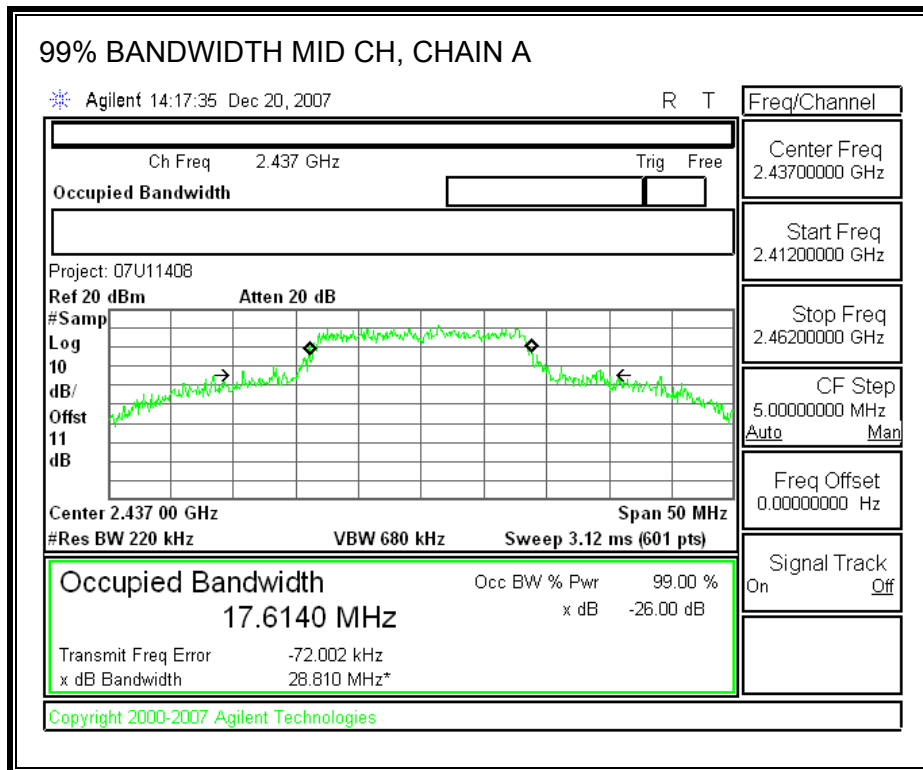 99% BANDWIDTH MID CH, CHAIN A
Agilent 14:17:35 Dec 20, 2007 R T
Freq/Channel
Ch Freq 2.437 GHz Trig Free
Occupied Bandwidth
Center Freq
2.43700000 GHz
Start Freq
2.41200000 GHz
Stop Freq
2.46200000 GHz
CF Step
5.00000000 MHz
Auto Man
Freq Offset
0.00000000 Hz
Signal Track
On Off
Project: 07U11408
Ref 20 dBm Atten 20 dB
#Samp
Log
10
dB/
Offst
11
dB
Center 2.437 00 GHz Span 50 MHz
#Res BW 220 kHz VBW 680 kHz Sweep 3.12 ms (601 pts)
Occupied Bandwidth Occ BW % Pwr 99.00 %
17.6140 MHz x dB -26.00 dB
Transmit Freq Error -72.002 kHz
x dB Bandwidth 28.810 MHz*
Copyright 2000-2007 Agilent Technologies